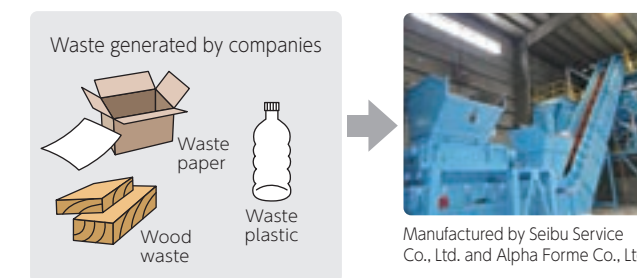 Waste generated by companies
Waste
paper
Wood
waste
Waste
plastic
Manufactured by Seibu Service
Co., Ltd. and Alpha Forme Co., Lt